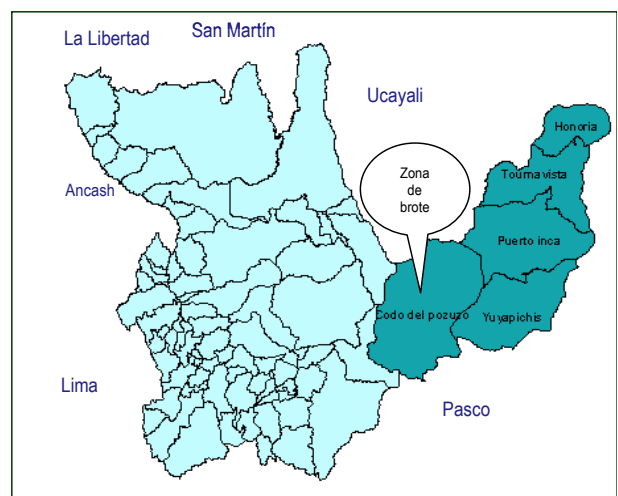 San Martín
La Libertad
Ucayali
Honoria
Zona
de
brote
Tournavista
Ancash
Puerto inca
Codo del pozuzo
Yuyapichis
Lima
Pasco